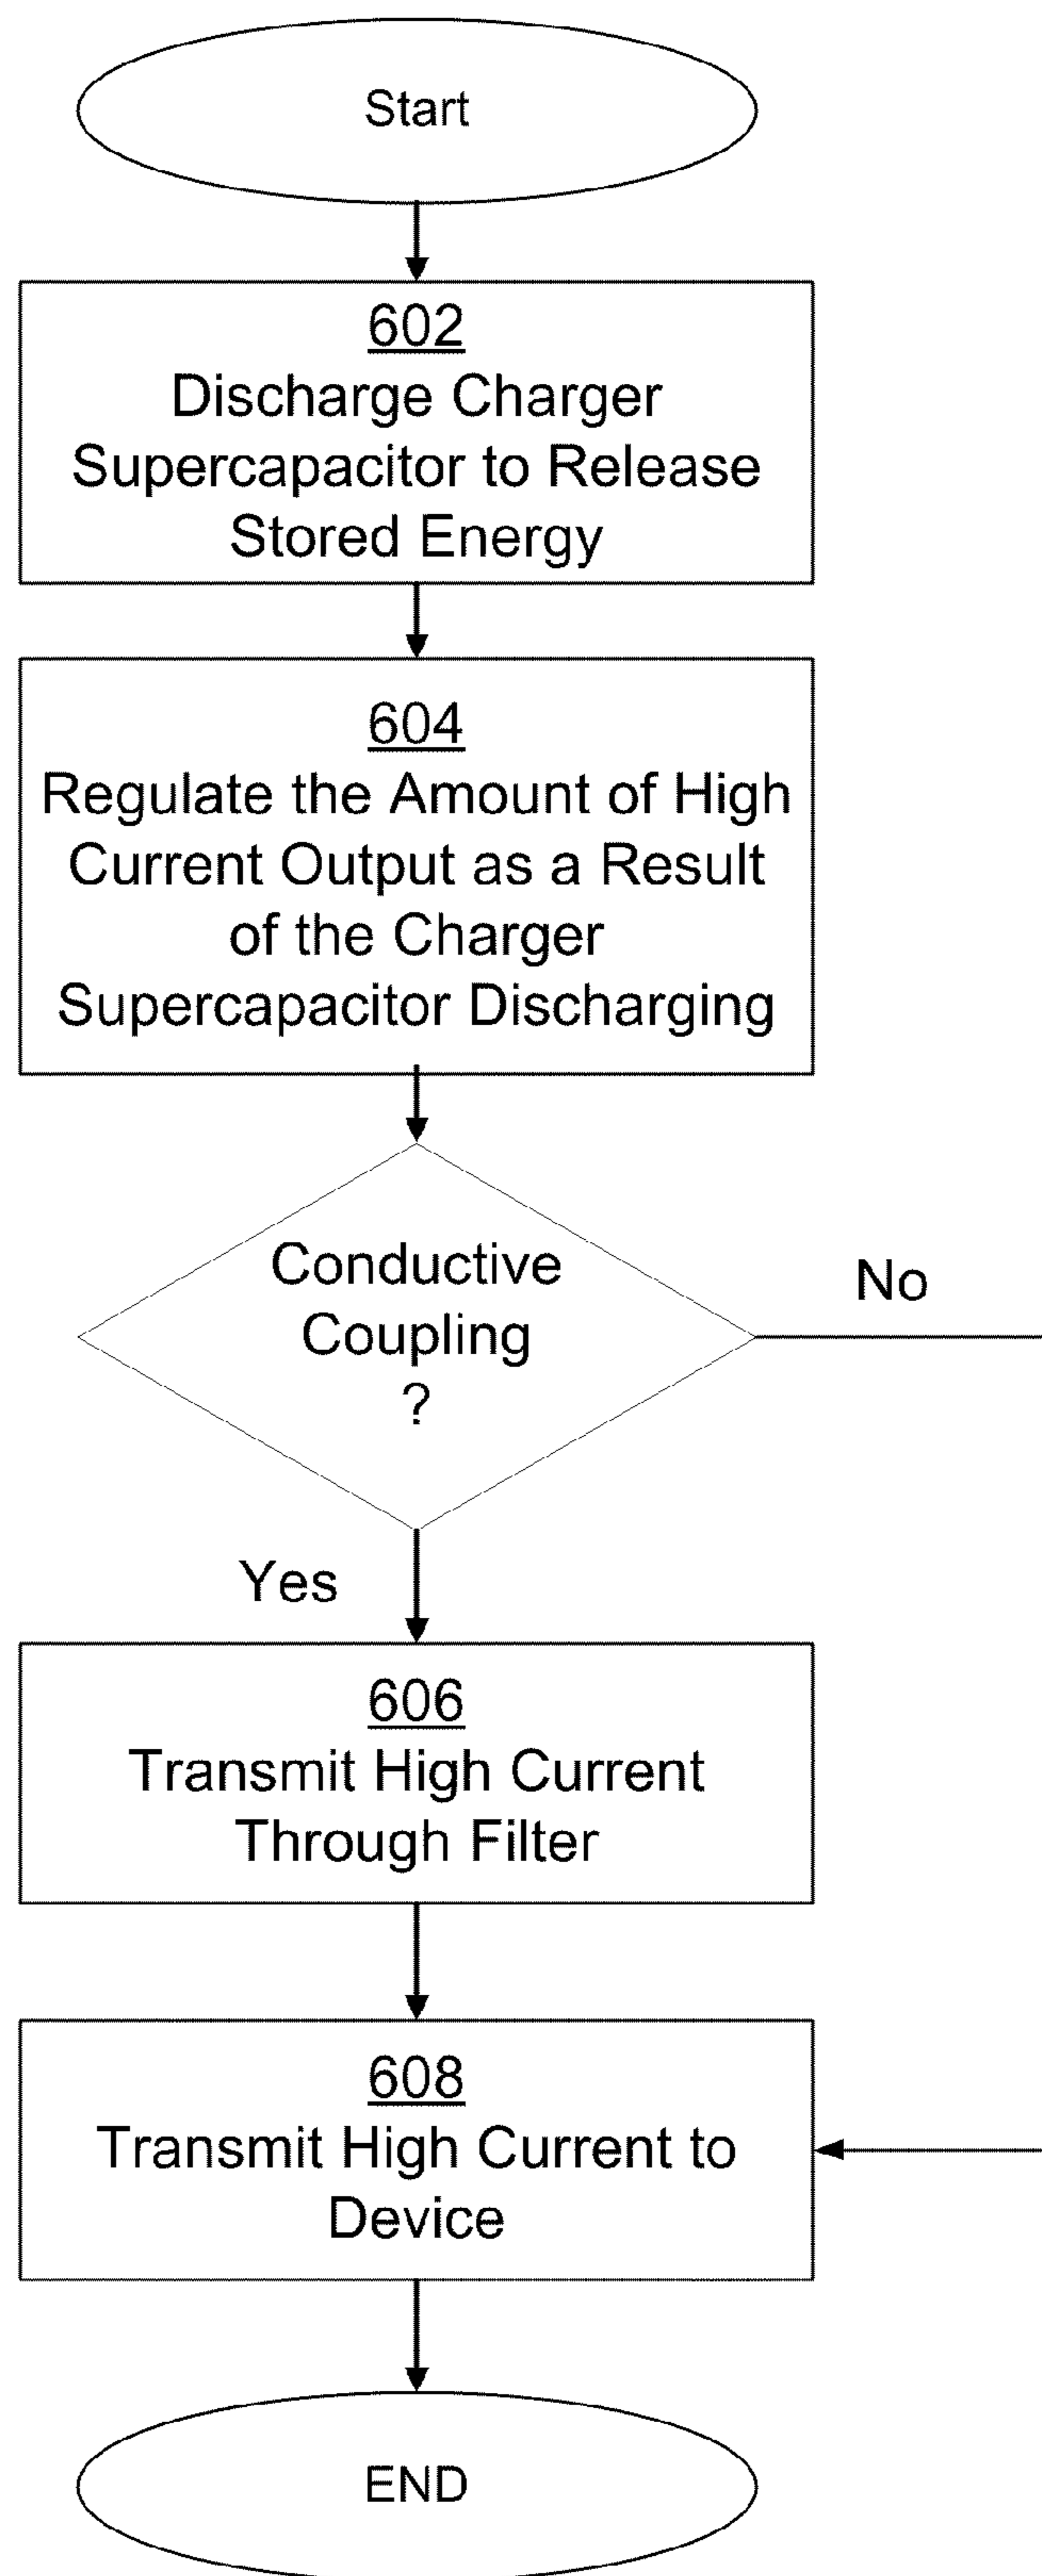 Start
602
Discharge Charger
Supercapacitor to Release
Stored Energy
604
Regulate the Amount of High
Current Output as a Result
of the Charger
Supercapacitor Discharging
Conductive
Coupling
?
No
Yes
606
Transmit High Current
Through Filter
608
Transmit High Current to
Device
END